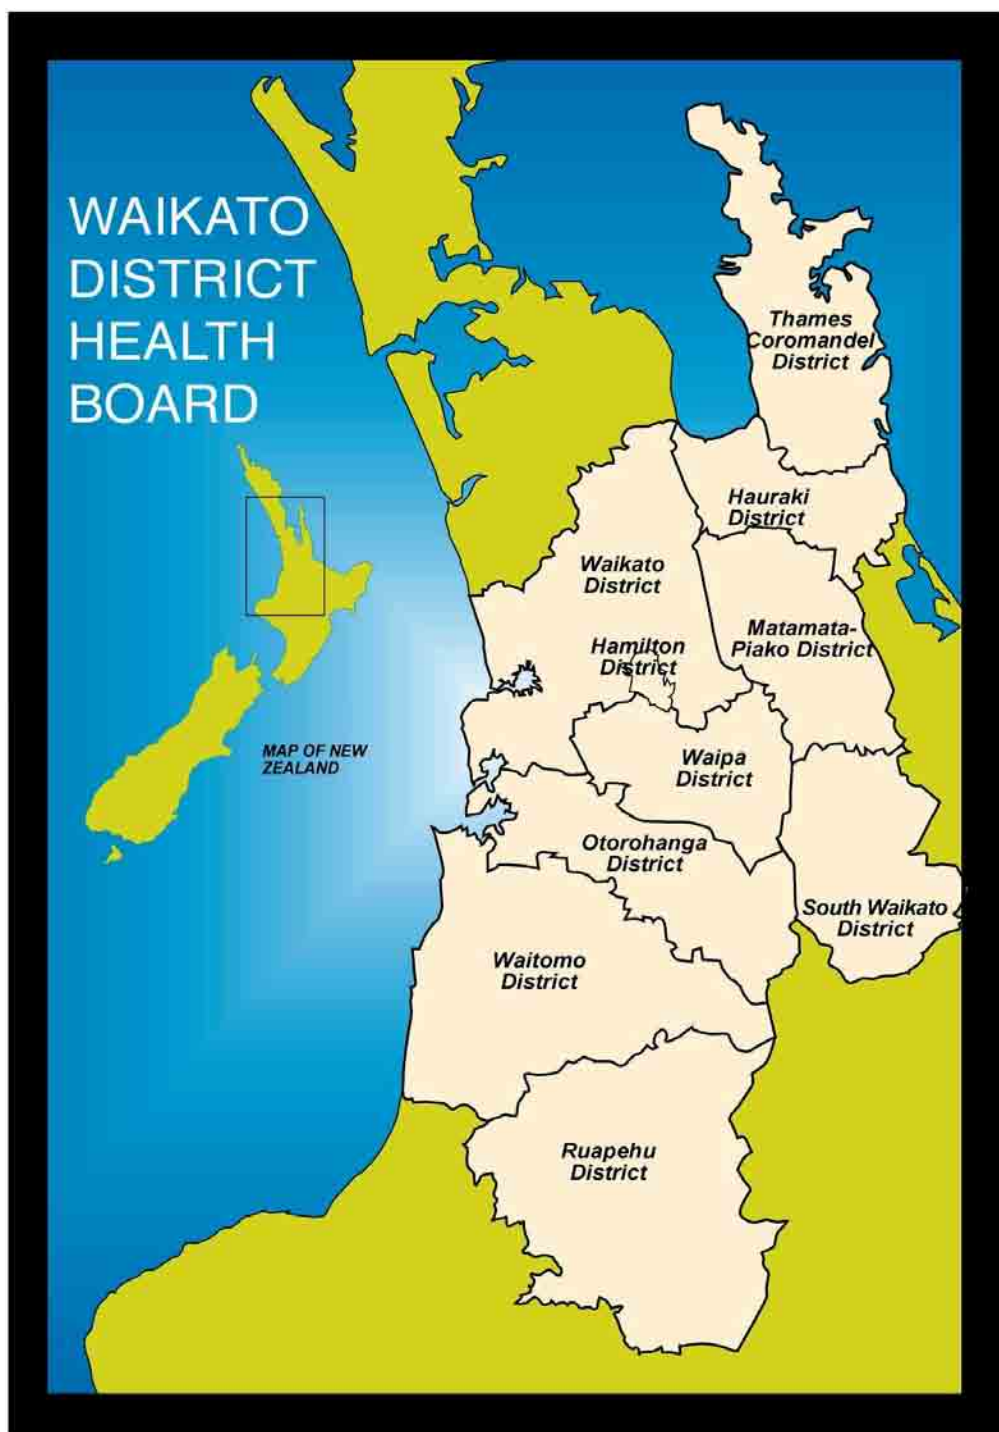 WAIKATO
DISTRICT
HEALTH
BOARD
MAP OF NEW
ZEALAND
Thames
Coromandel
District
Hauraki
District
Waikato
District
Matamata-
Piako District
Hamilton
District
Waipa
District
Otorohanga
District
South Waikato
District
Waitomo
District
Ruapehu
District